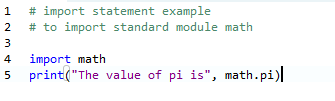 1 # import statement example
2 # to import standard module math
3
4 import math
5 print("The value of pi is", math.pi)